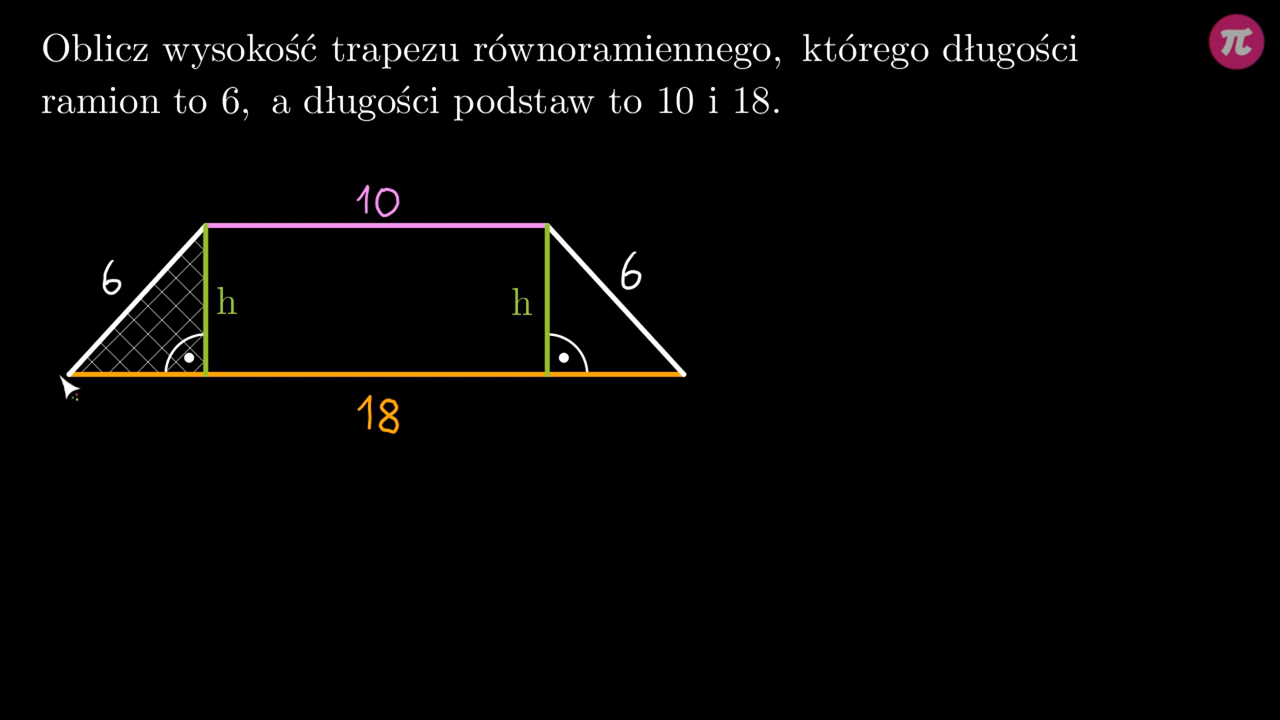 Oblicz wysokość trapezu równoramiennego, którego długości
ramion to 6, a długości podstaw to 10 i 18.
10
6
6
h
h
18
π